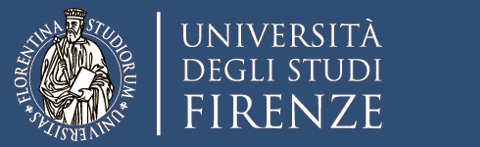 FLORENTINA STUDIORUM UNIVERSITAS
UNIVERSITÀ
DEGLI STUDI
FIRENZE